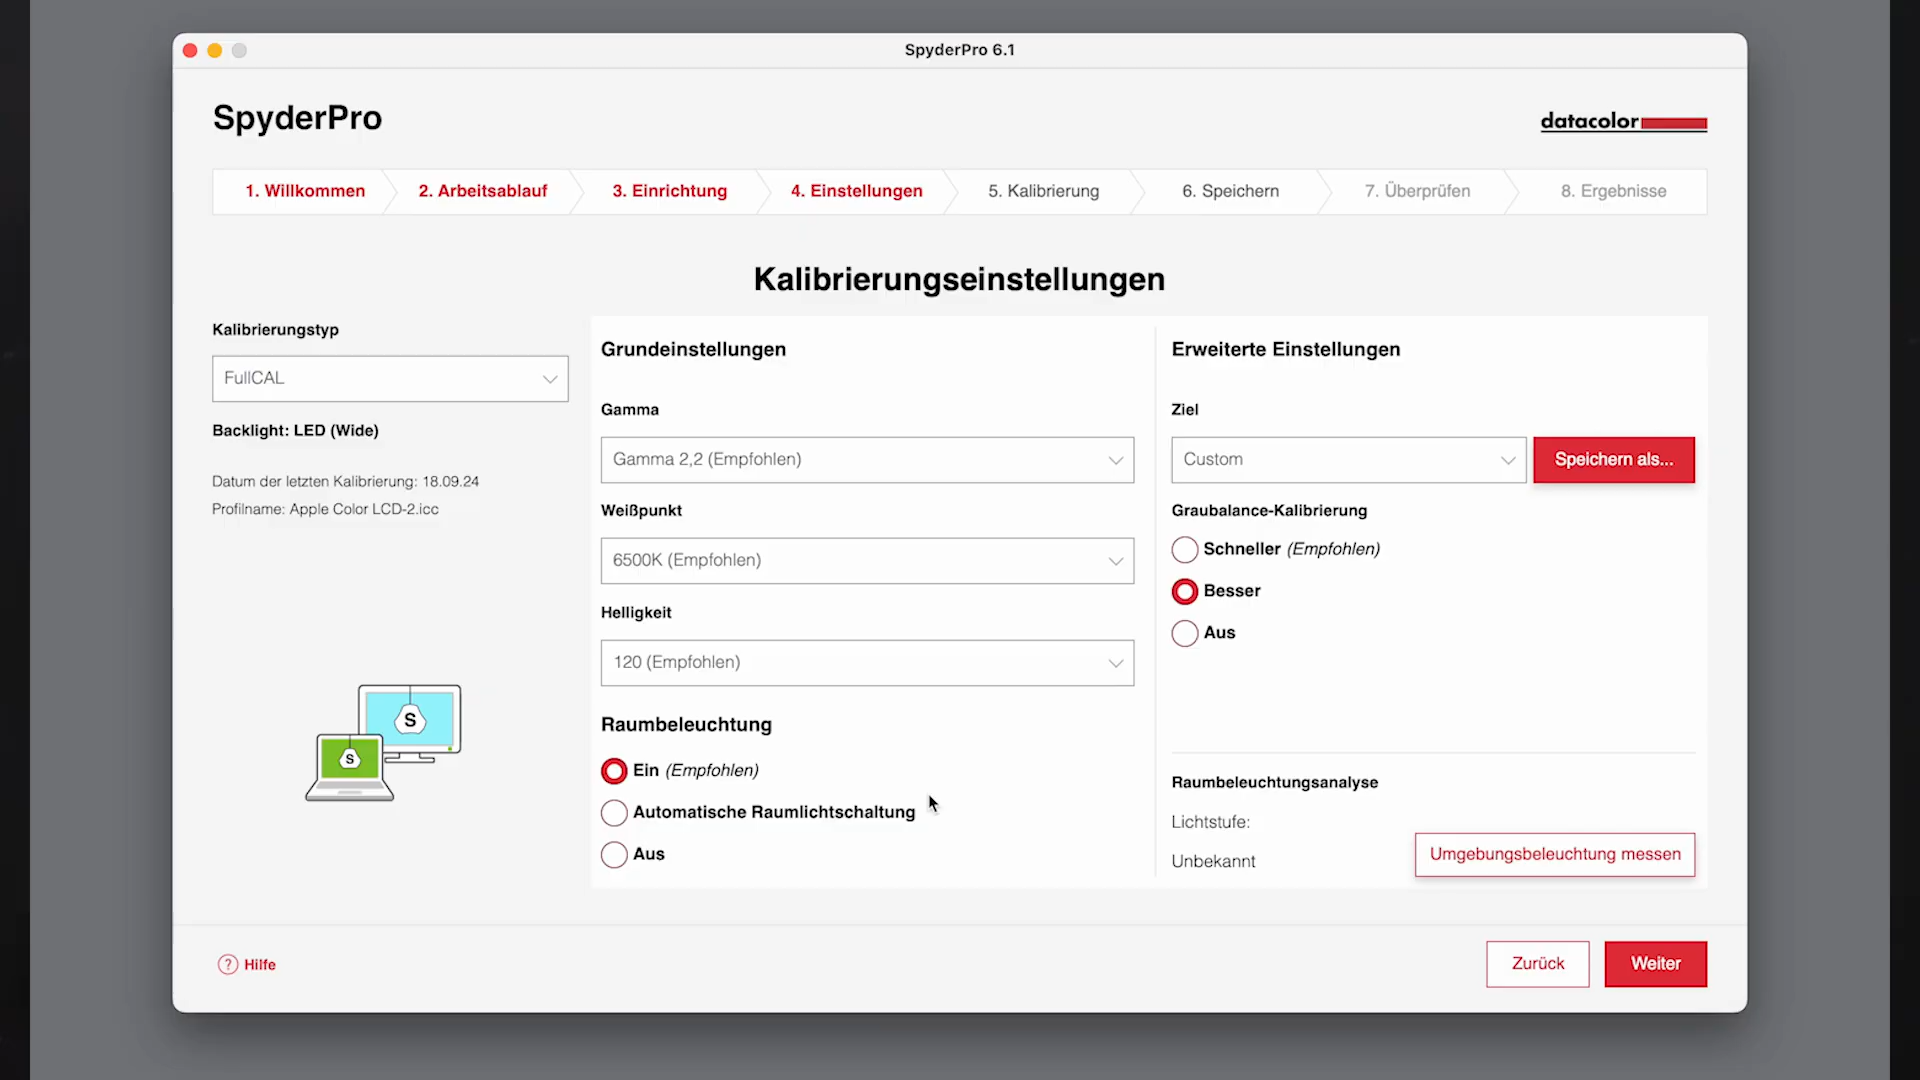 SpyderPro 6.1
SpyderPro
datacolor
1. Willkommen
2. Arbeitsablauf
3. Einrichtung
4. Einstellungen
5. Kalibrierung
6. Speichern
7. Überprüfen
8. Ergebnisse
Kalibrierungseinstellungen
Kalibrierungstyp
FullCAL
Backlight: LED (Wide)
Datum der letzten Kalibrierung: 18.09.24
Profilname: Apple Color LCD-2.icc
S
S
Grundeinstellungen
Gamma
Gamma 2,2 (Empfohlen)
Weißpunkt
6500K (Empfohlen)
Helligkeit
120 (Empfohlen)
Raumbeleuchtung
Ein (Empfohlen)
Automatische Raumlichtschaltung
Aus
Erweiterte Einstellungen
Ziel
Custom
Speichern als...
Graubalance-Kalibrierung
Schneller (Empfohlen)
Besser
Aus
Raumbeleuchtungsanalyse
Lichtstufe:
Unbekannt
Umgebungsbeleuchtung messen
? Hilfe
Zurück
Weiter